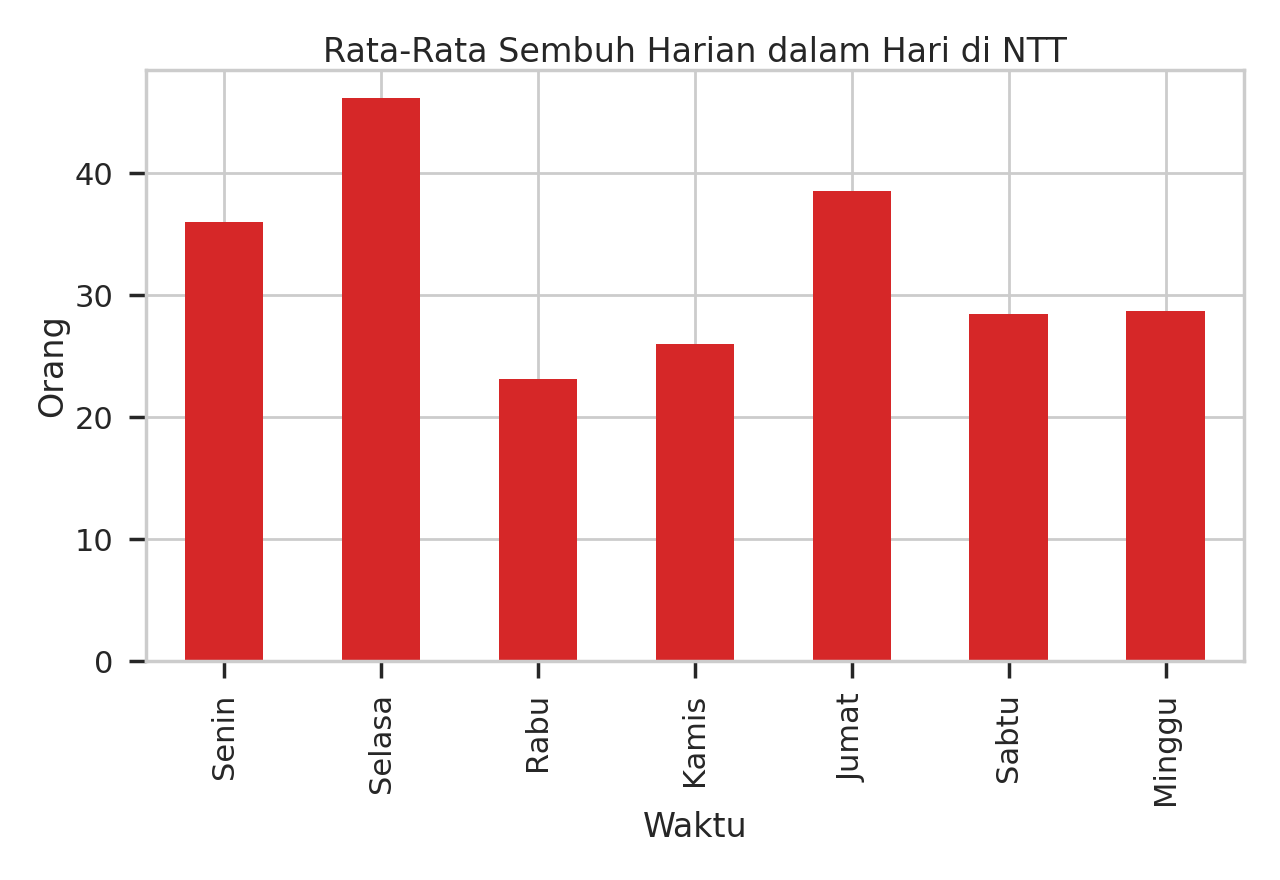 Rata-Rata Sembuh Harian dalam Hari di NTT
Orang
40
30
20
10
0
Senin
Selasa
Rabu
Kamis
Jumat
Sabtu
Minggu
Waktu